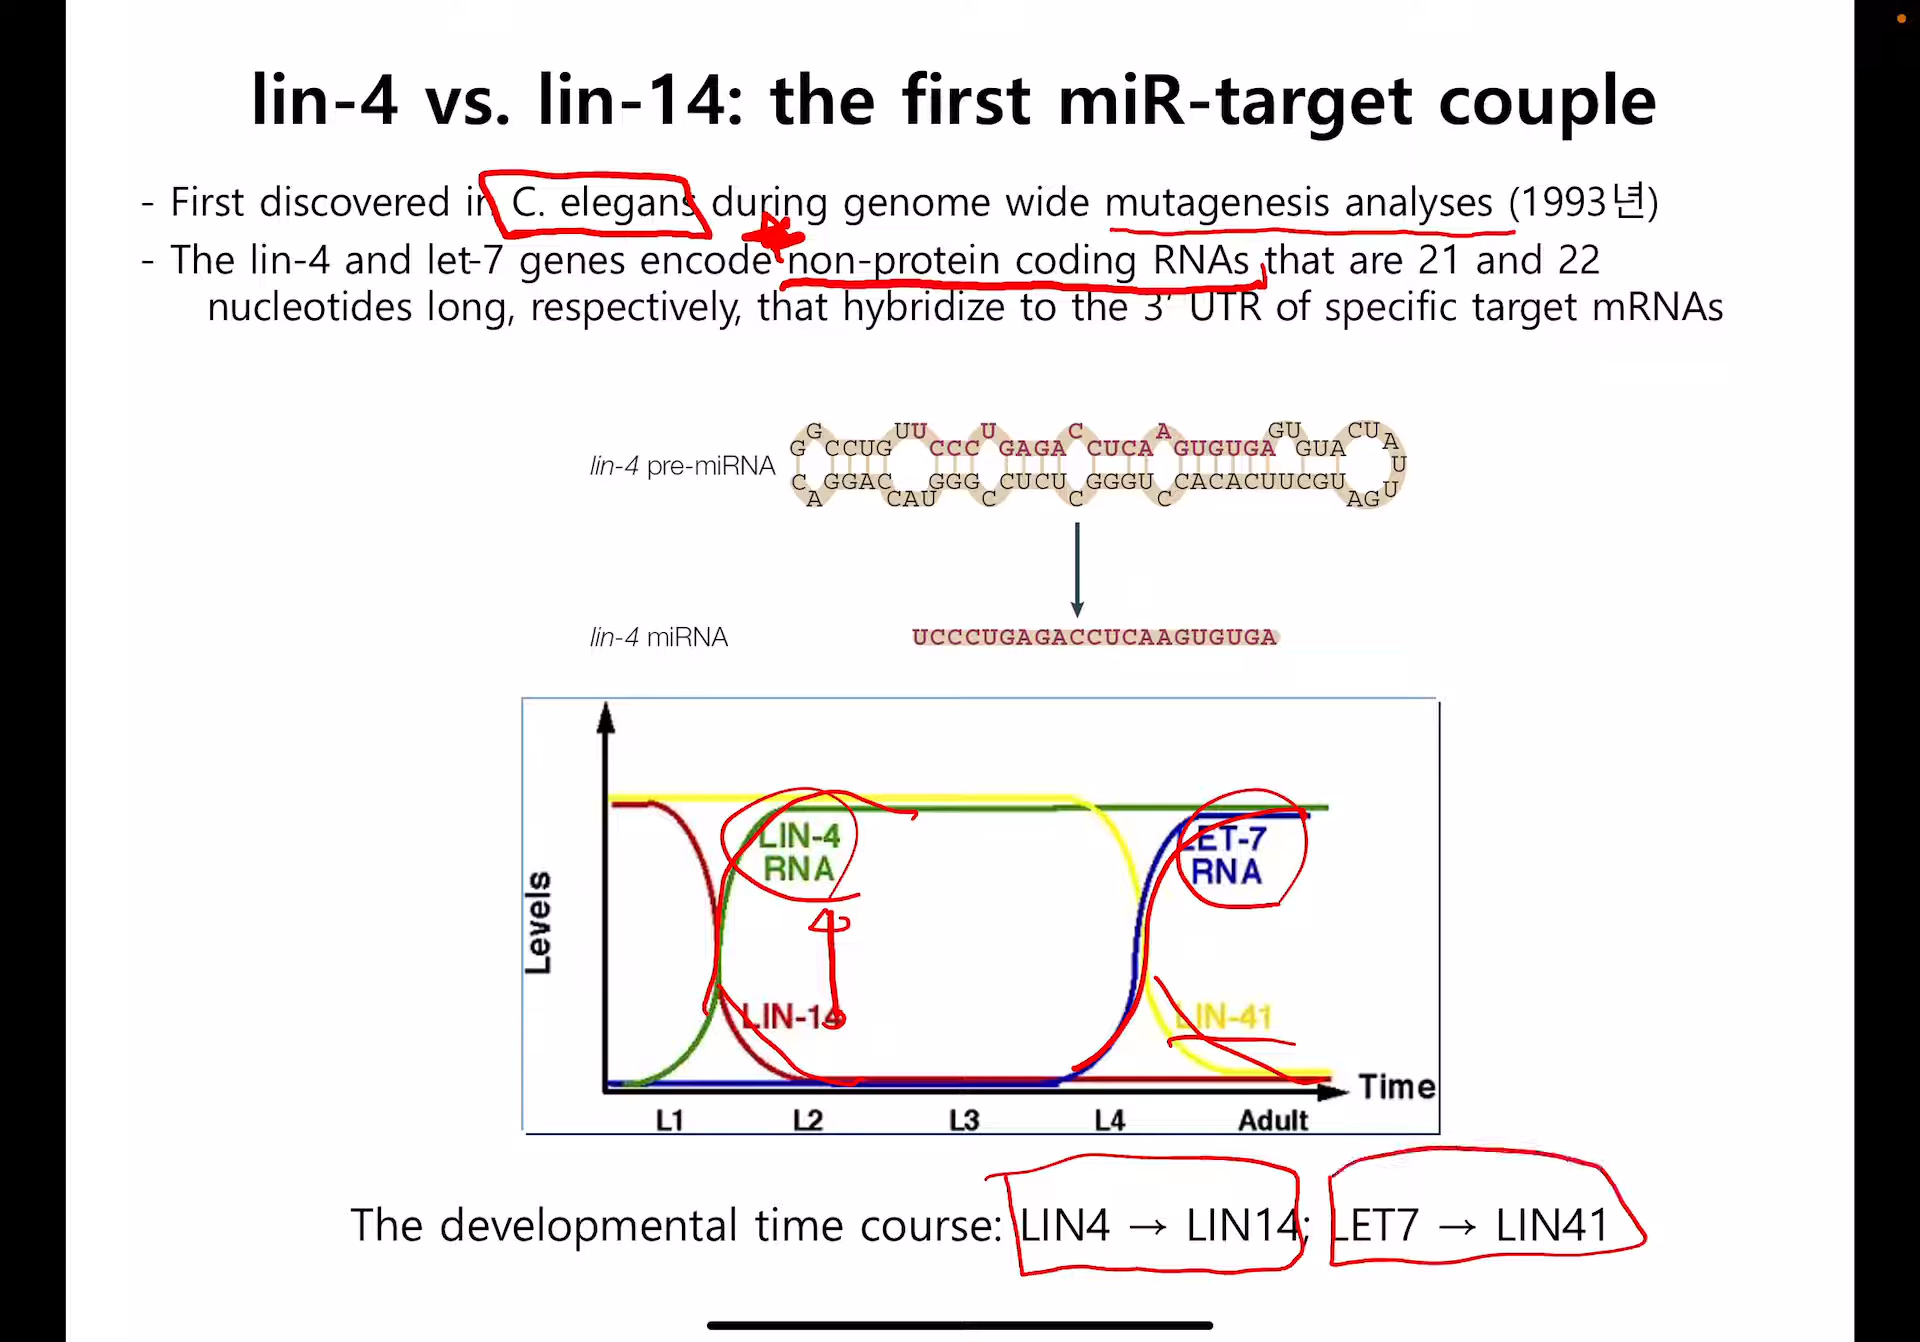 lin-4 vs. lin-14: the first miR-target couple
- First discovered in C. elegans during genome wide mutagenesis analyses (1993년)
- The lin-4 and let-7 genes encode non-protein coding RNAs that are 21 and 22
nucleotides long, respectively, that hybridize to the 3' UTR of specific target mRNAs
G UU U C A GU CU A
G CCUG CCC GAGA CUCA GUGUGA GUA U
lin-4 pre-miRNA
C GGAC GGG CUCU GGGU CACACUUCGU U
A CAU C C C AG
lin-4 miRNA UCCCUGAGACCUCAAGUGUGA
Levels
LIN-4
RNA
LET-7
RNA
LIN-14
LIN-41
Time
L1 L2 L3 L4 Adult
The developmental time course: LIN4 → LIN14; LET7 → LIN41